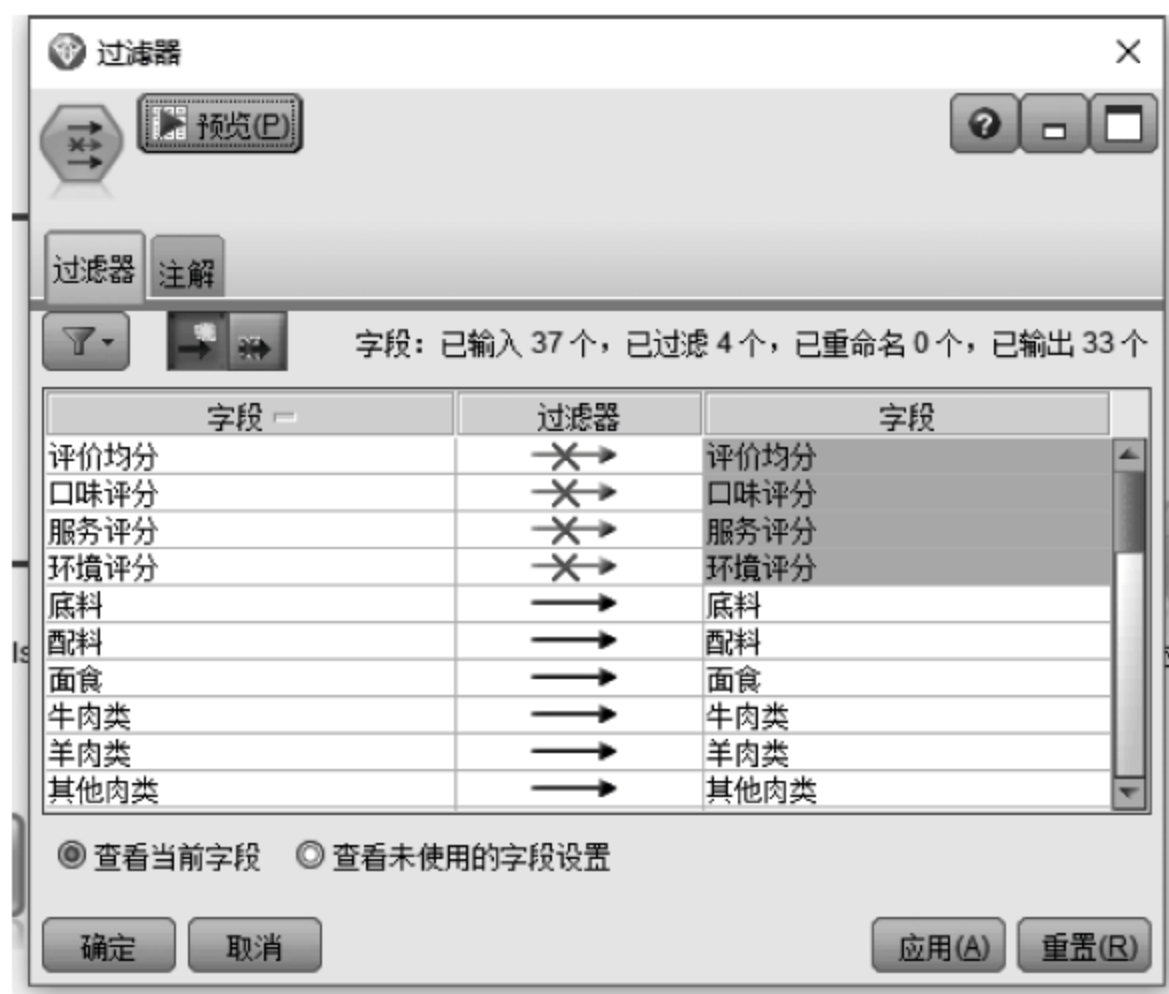 过滤器
预览(P)
过滤器 注解
字段：已输入 37 个，已过滤 4 个，已重命名 0 个，已输出 33 个
字段 过滤器 字段
评价均分 评价均分
口味评分 口味评分
服务评分 服务评分
环境评分 环境评分
底料 底料
配料 配料
面食 面食
牛肉类 牛肉类
羊肉类 羊肉类
其他肉类 其他肉类
查看当前字段 查看未使用的字段设置
确定 取消 应用(A) 重置(R)